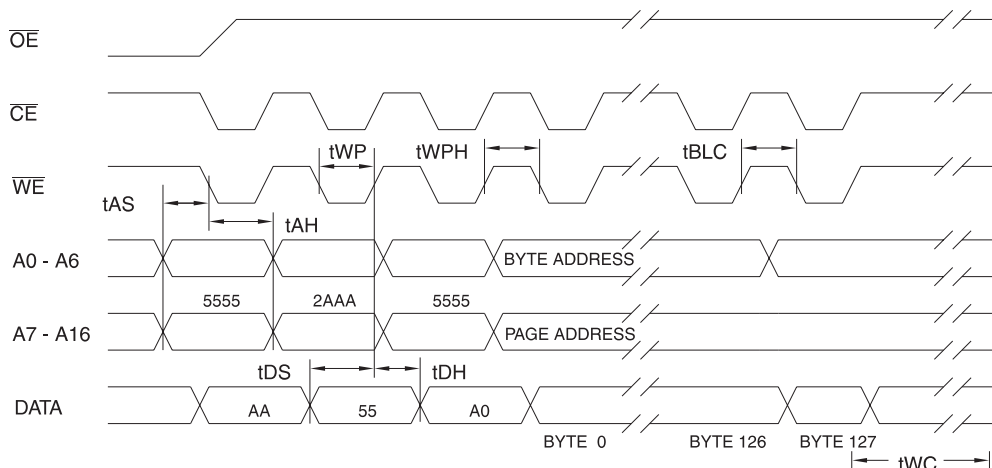 OE
CE
tWP tWPH tBLC
WE
tAS
tAH
A0 - A6 BYTE ADDRESS
5555 2AAA 5555
A7 - A16 PAGE ADDRESS
tDS tDH
DATA AA 55 A0
BYTE 0 BYTE 126 BYTE 127
tWC